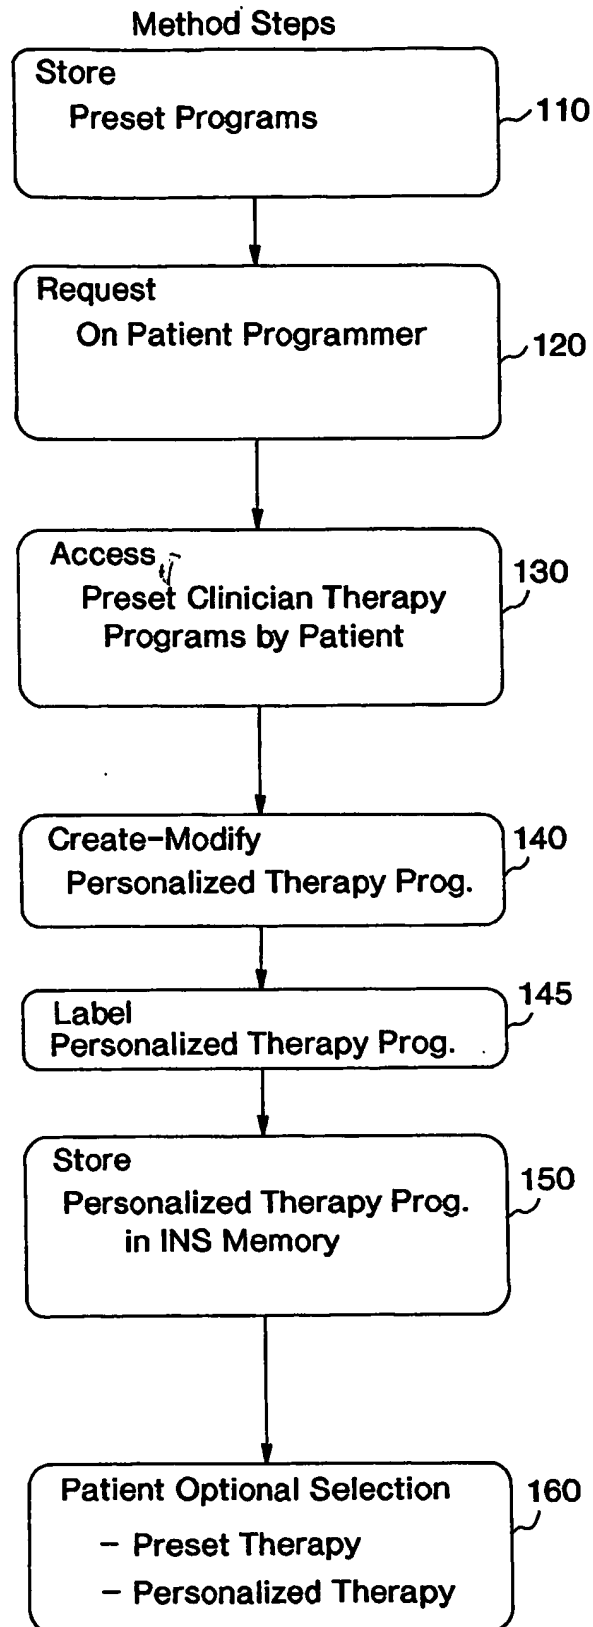 Method Steps
Store
Preset Programs
110
Request
On Patient Programmer
120
Access
Preset Clinician Therapy
Programs by Patient
130
Create-Modify
Personalized Therapy Prog.
140
Label
Personalized Therapy Prog.
145
Store
Personalized Therapy Prog.
in INS Memory
150
Patient Optional Selection
- Preset Therapy
- Personalized Therapy
160